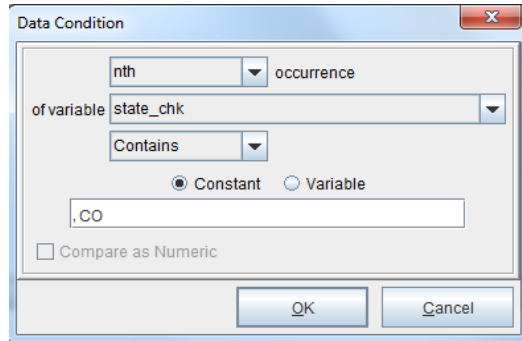 Data Condition
nth occurrence
of variable state_chk
Contains
Constant Variable
, CO
Compare as Numeric
OK Cancel